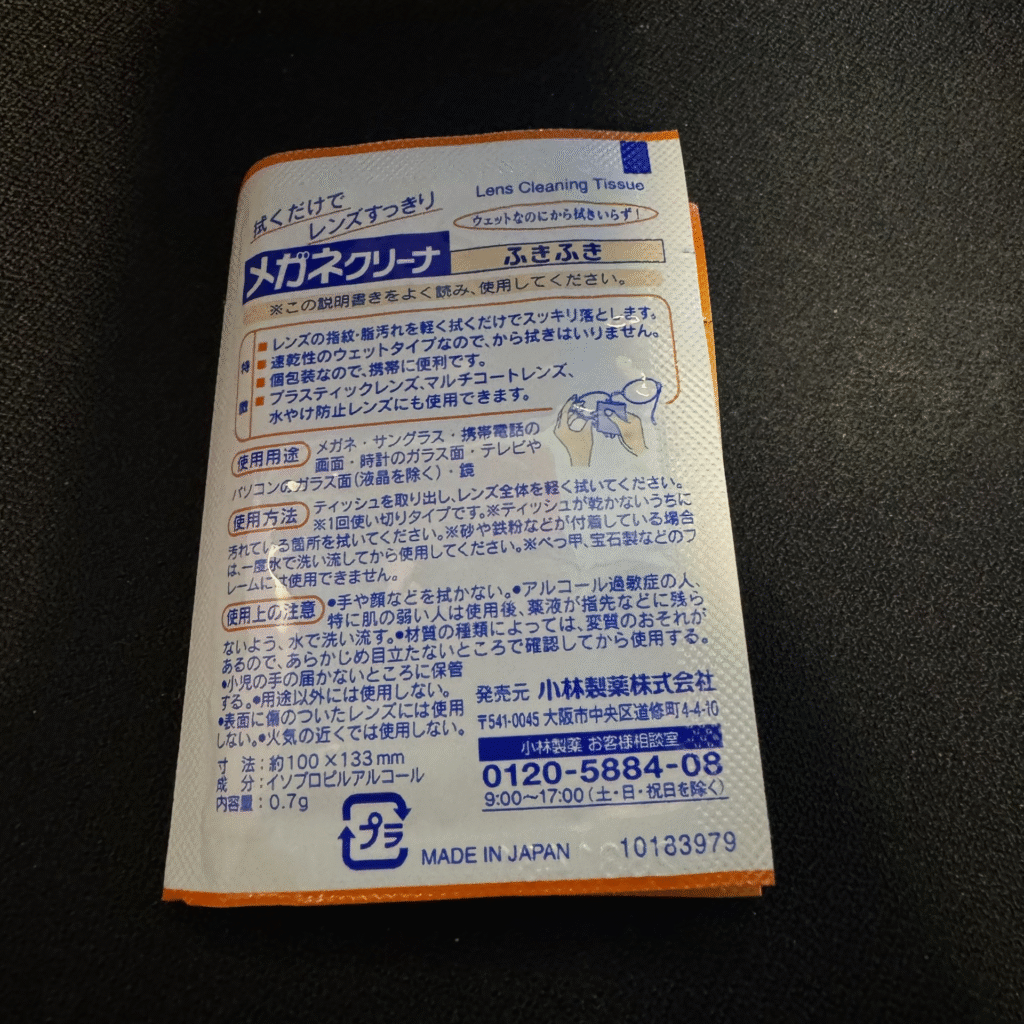 Lens Cleaning Tissue
拭くだけで
レンズすっきり
ウェットなのにから拭きいらず!
メガネクリーナ ふきふき
※この説明書きをよく読み、使用してください。
特徴
■レンズの指紋・脂汚れを軽く拭くだけでスッキリ落とします。
■速乾性のウェットタイプなので、から拭きはいりません。
■個包装なので、携帯に便利です。
■プラスティックレンズ、マルチコートレンズ、
水やけ防止レンズにも使用できます。
使用用途 メガネ・サングラス・携帯電話の
画面・時計のガラス面・テレビや
パソコンのガラス面(液晶を除く)・鏡
使用方法 ティッシュを取り出し、レンズ全体を軽く拭いてください。
※1回使い切りタイプです。※ティッシュが乾かないうちに
汚れている箇所を拭いてください。※砂や鉄粉などが付着している場合
は、一度水で洗い流してから使用してください。※べっ甲、宝石製などのフ
レームには使用できません。
使用上の注意 •手や顔などを拭かない。•アルコール過敏症の人、
特に肌の弱い人は使用後、薬液が指先などに残ら
ないよう、水で洗い流す。•材質の種類によっては、変質のおそれが
あるので、あらかじめ目立たないところで確認してから使用する。
•小児の手の届かないところに保管
する。•用途以外には使用しない。
•表面に傷のついたレンズには使用
しない。•火気の近くでは使用しない。
寸 法:約100×133mm
成 分:イソプロピルアルコール
内容量:0.7g
発売元 小林製薬株式会社
〒541-0045 大阪市中央区道修町4-4-10
小林製薬 お客様相談室
0120-5884-08
9:00~17:00(土・日・祝日を除く)
プラ
MADE IN JAPAN
10183979